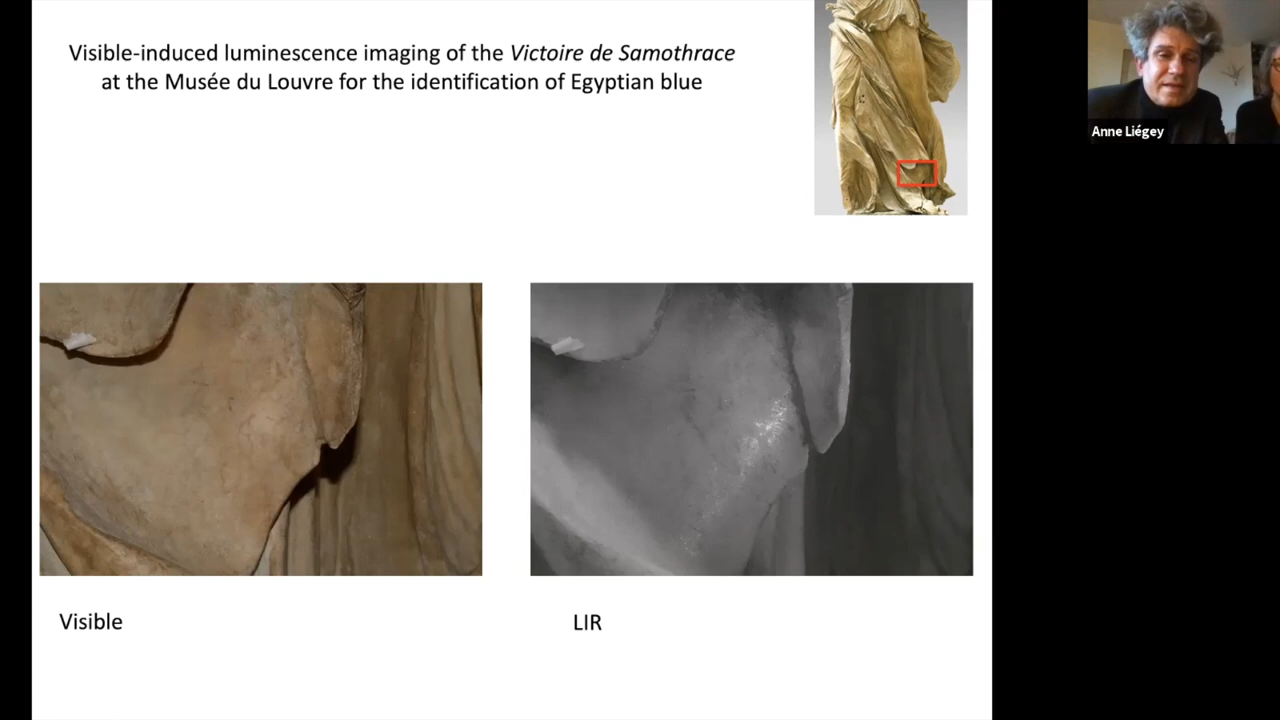 Visible-induced luminescence imaging of the Victoire de Samothrace
at the Musée du Louvre for the identification of Egyptian blue
Anne Liégey
Visible
LIR